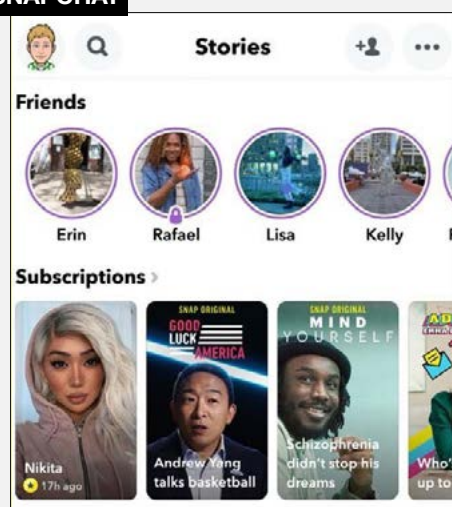 SNAPCHAT
Stories
Friends
Erin
Rafael
Lisa
Kelly
Subscriptions >
SNAP ORIGINAL
GOOD
LUCK
AMERICA
Andrew Yang
talks basketball
SNAP ORIGINAL
MIND
YOURSELF
Schizophrenia
didn't stop his
dreams
Nikita
17h ago
Who'
up to